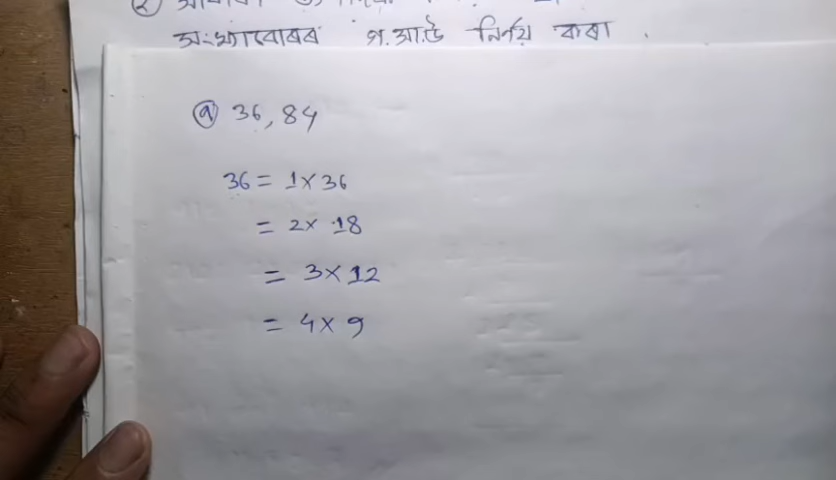 সংখ্যাবোৰৰ গ.সা.উ নিৰ্ণয় কৰা .
a 36, 84
36 = 1 x 36
= 2 x 18
= 3 x 12
= 4 x 9